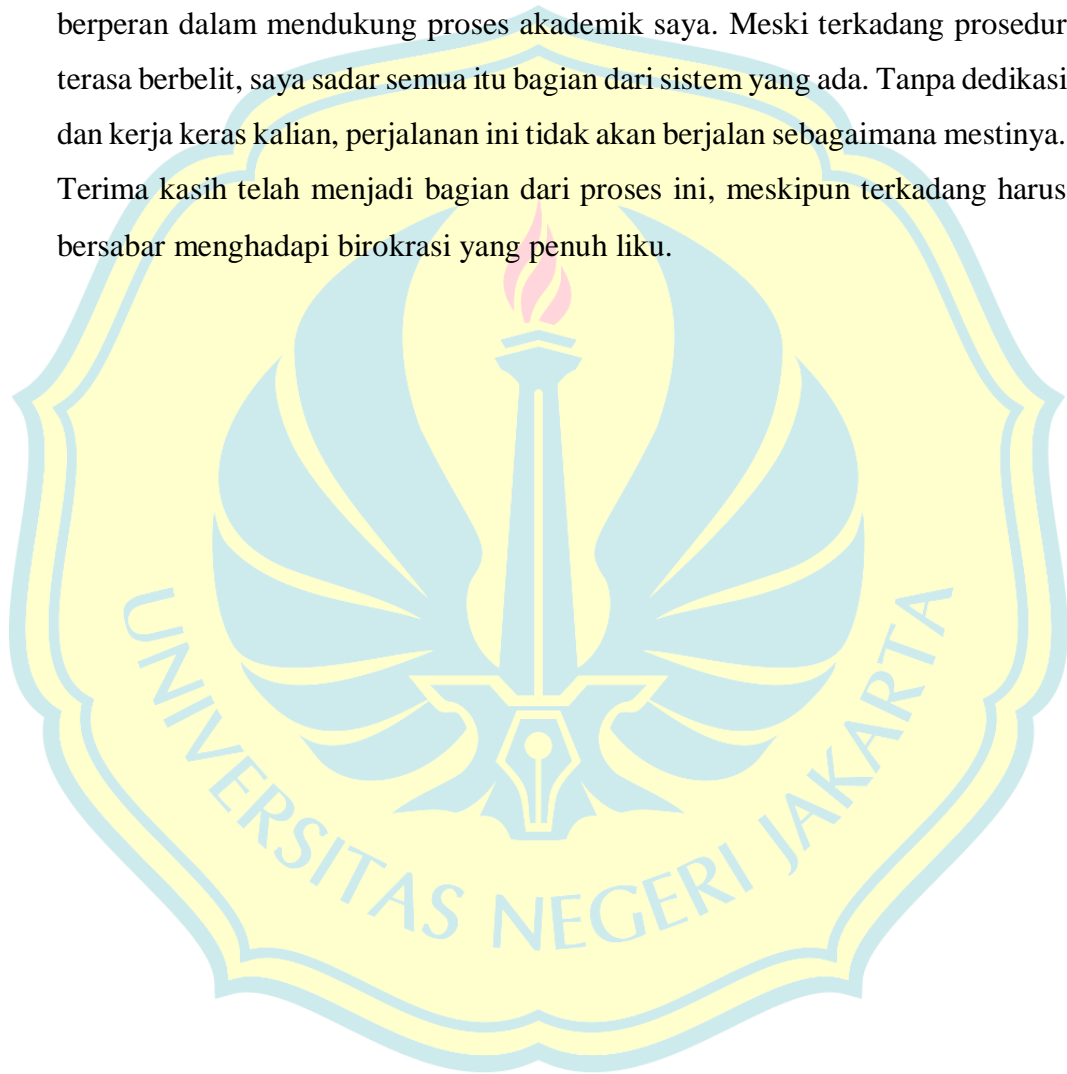 berperan dalam mendukung proses akademik saya. Meski terkadang prosedur
terasa berbelit, saya sadar semua itu bagian dari sistem yang ada. Tanpa dedikasi
dan kerja keras kalian, perjalanan ini tidak akan berjalan sebagaimana mestinya.
Terima kasih telah menjadi bagian dari proses ini, meskipun terkadang harus
bersabar menghadapi birokrasi yang penuh liku.
UNIVERSITAS NEGERI JAKARTA